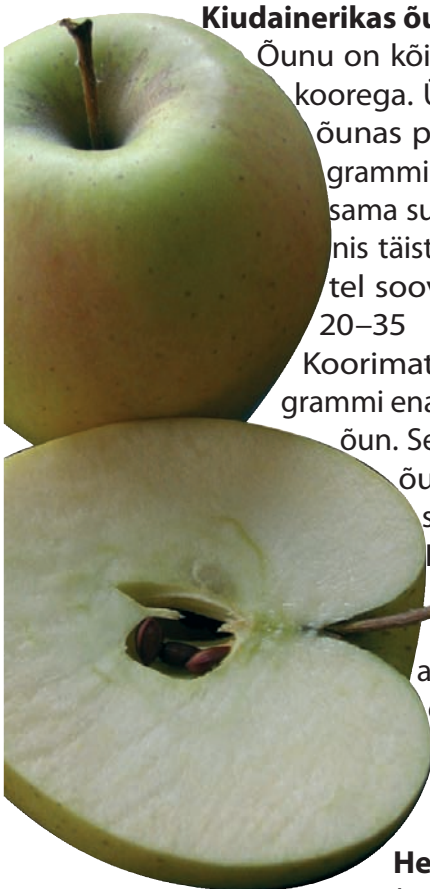 Kiudainerikas õu
Õunu on kõi
koorega. Ü
õunas p
grammi
sama su
nis täist
tel soov
20–35
Koorimat
grammi ena
õun. Se
õu
s
a
He